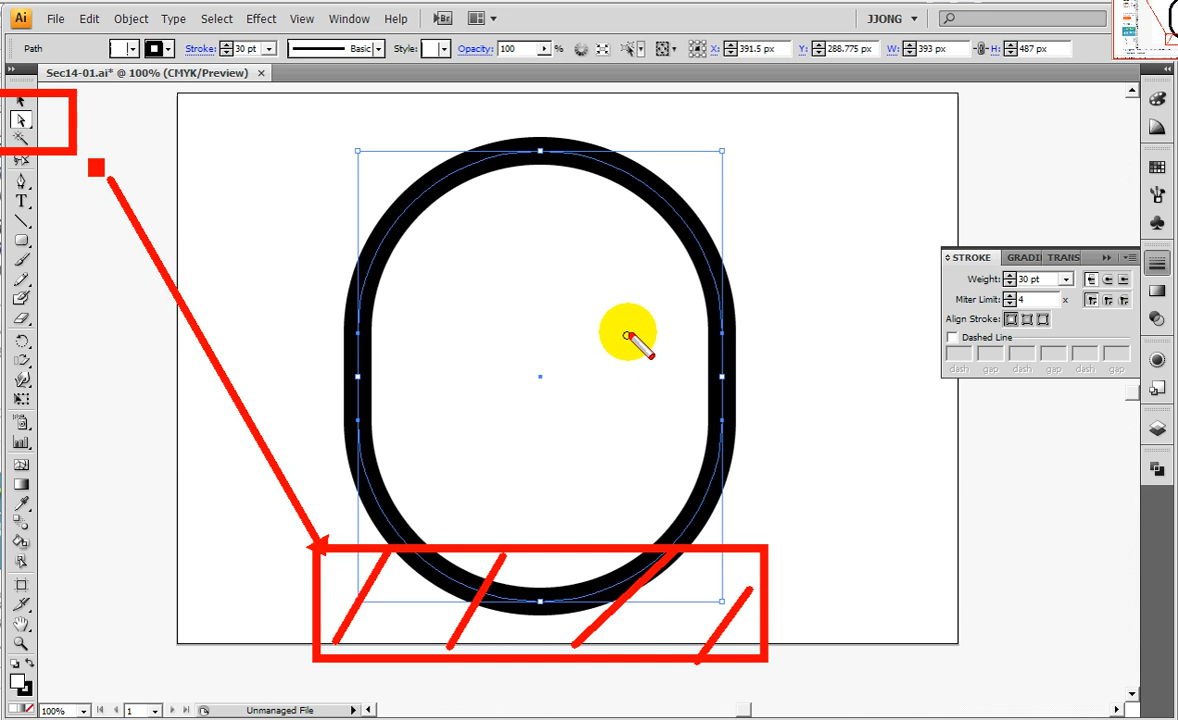 Ai File Edit Object Type Select Effect View Window Help Br JJONG
Path Stroke: 30 pt Basic Style: Opacity: 100 % X: 391.5 px Y: 288.775 px W: 393 px H: 487 px
Sec14-01.ai* @ 100% (CMYK/Preview) ×
T
STROKE GRADI TRANS
Weight: 30 pt
Miter Limit: 4 x
Align Stroke:
Dashed Line
dash gap dash gap dash gap
100% 1 Unmanaged File